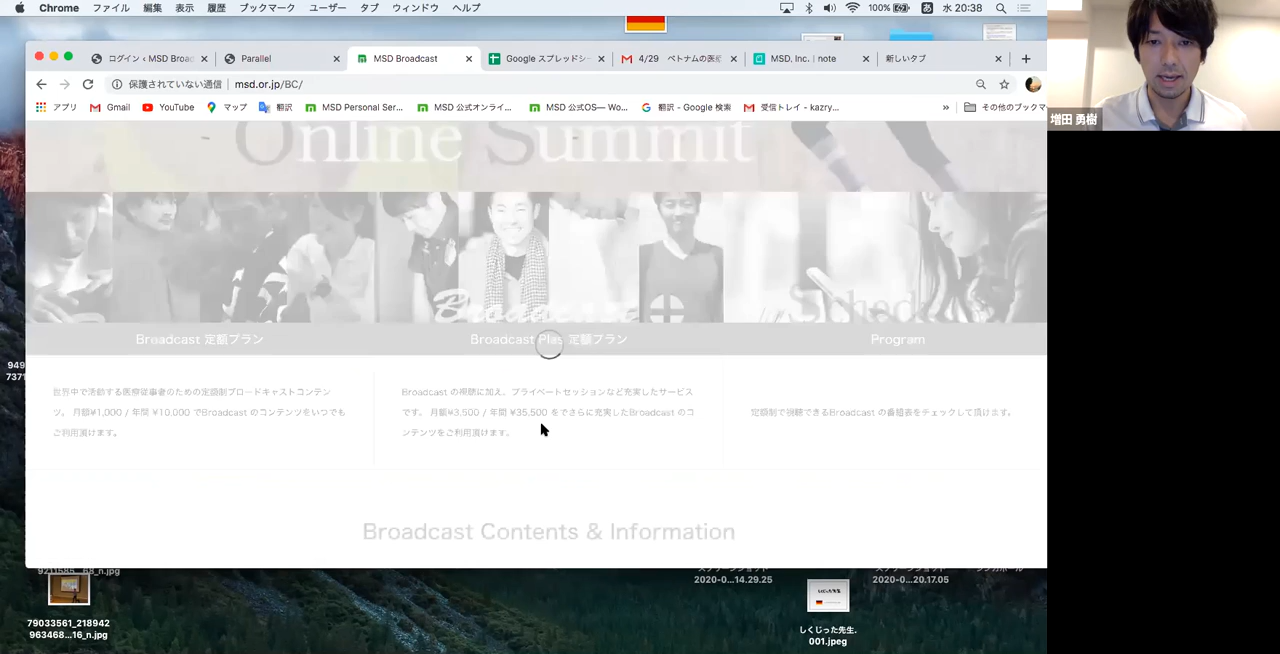 Chrome ファイル 編集 表示 履歴 ブックマーク ユーザー タブ ウィンドウ ヘルプ 100% あ 水 20:38
ログイン ‹ MSD Broad Parallel MSD Broadcast Google スプレッドシー 4/29 ベトナムの医療 MSD, Inc. | note 新しいタブ
保護されていない通信 | msd.or.jp/BC/
アプリ Gmail YouTube マップ 翻訳 MSD Personal Ser... MSD 公式オンライ... MSD 公式OS— Wo... 翻訳 - Google 検索 受信トレイ - kazry... » その他のブックマ
増田 勇樹
Online Summit
Broadcast
Schedule
Broadcast 定額プラン
Broadcast Plas 定額プラン
Program
世界中で活動する医療従事者のための定額制ブロードキャストコンテン
ツ。 月額¥1,000 / 年間 ¥10,000 でBroadcast のコンテンツをいつでも
ご利用頂けます。
Broadcast の視聴に加え、プライベートセッションなど充実したサービス
です。 月額¥3,500 / 年間 ¥35,500 をでさらに充実したBroadcast のコ
ンテンツをご利用頂けます。
定額制で視聴できるBroadcast の番組表をチェックして頂けます。
Broadcast Contents & Information
949
7371
79033561_218942
963468...16_n.jpg
2020-0...14.29.25
2020-0...20.17.05
しくじった先生.
001.jpeg